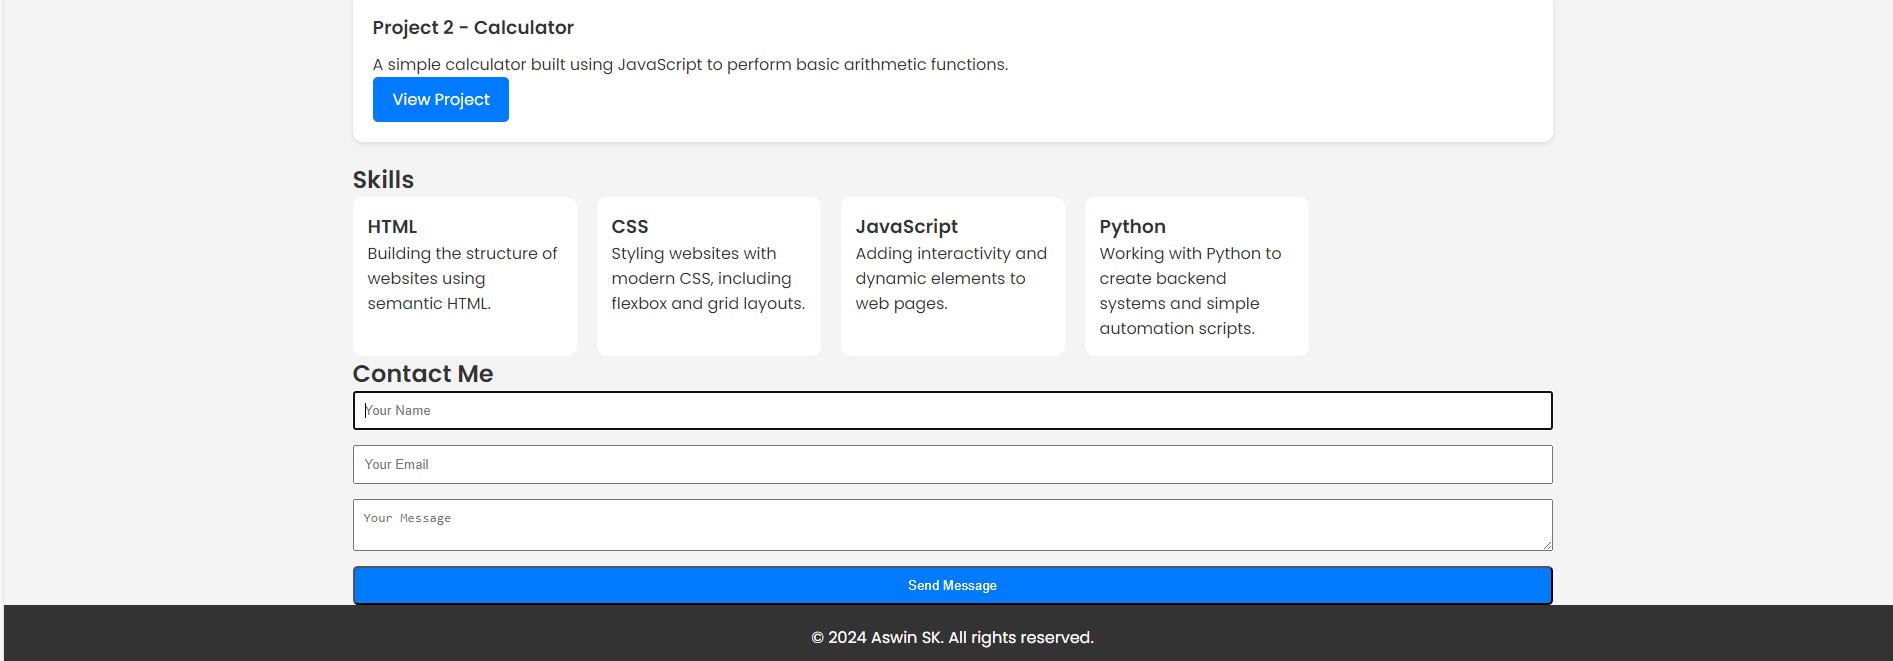 Project 2 - Calculator
A simple calculator built using JavaScript to perform basic arithmetic functions.
View Project
Skills
HTML
Building the structure of
websites using
semantic HTML.
CSS
Styling websites with
modern CSS, including
flexbox and grid layouts.
JavaScript
Adding interactivity and
dynamic elements to
web pages.
Python
Working with Python to
create backend
systems and simple
automation scripts.
Contact Me
Your Name
Your Email
Your Message
Send Message
© 2024 Aswin SK. All rights reserved.